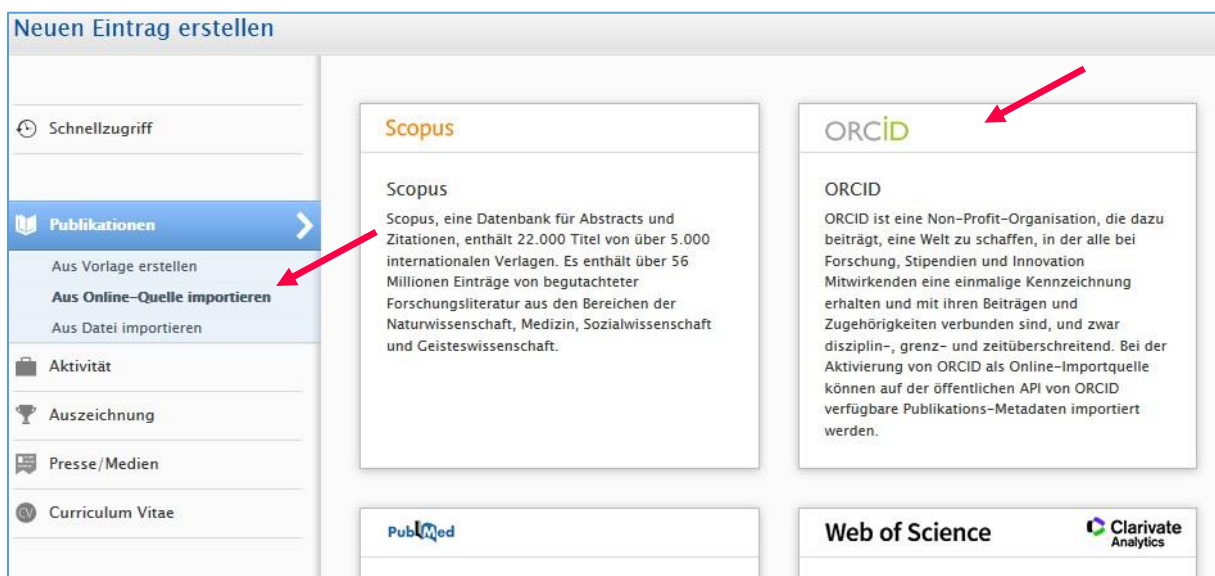 Neuen Eintrag erstellen
Schnellzugriff
Publikationen
Aus Vorlage erstellen
Aus Online-Quelle importieren
Aus Datei importieren
Aktivität
Auszeichnung
Presse/Medien
CV
Curriculum Vitae
Scopus
Scopus
Scopus, eine Datenbank für Abstracts und
Zitationen, enthält 22.000 Titel von über 5.000
internationalen Verlagen. Es enthält über 56
Millionen Einträge von begutachteter
Forschungsliteratur aus den Bereichen der
Naturwissenschaft, Medizin, Sozialwissenschaft
und Geisteswissenschaft.
ORCID
ORCID
ORCID ist eine Non-Profit-Organisation, die dazu
beiträgt, eine Welt zu schaffen, in der alle bei
Forschung, Stipendien und Innovation
Mitwirkenden eine einmalige Kennzeichnung
erhalten und mit ihren Beiträgen und
Zugehörigkeiten verbunden sind, und zwar
disziplin-, grenz- und zeitüberschreitend. Bei der
Aktivierung von ORCID als Online-Importquelle
können auf der öffentlichen API von ORCID
verfügbare Publikations-Metadaten importiert
werden.
PubMed
Web of Science
Clarivate
Analytics